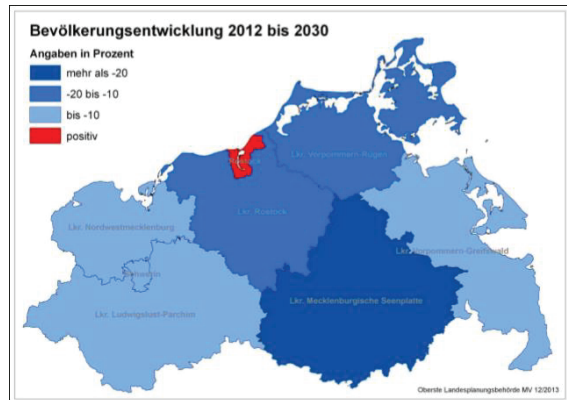 Bevölkerungsentwicklung 2012 bis 2030
Angaben in Prozent
mehr als -20
-20 bis -10
bis -10
positiv
Lkr. Vorpommern-Rügen
Rostock
Lkr. Rostock
Lkr. Nordwestmecklenburg
Lkr. Vorpommern-Greifswald
Schwerin
Lkr. Mecklenburgische Seenplatte
Lkr. Ludwigslust-Parchim
Oberste Landesplanungsbehörde MV 12/2013